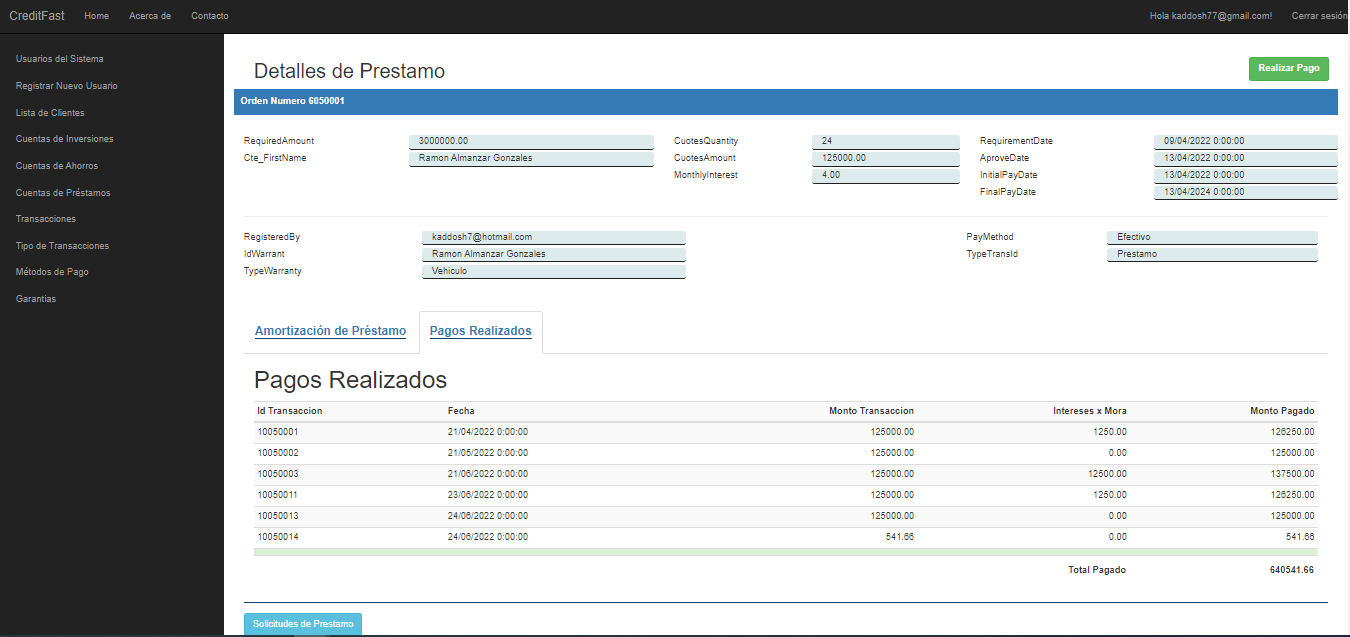 CreditFast Home Acerca de Contacto Hola kaddosh77@gmail.com! Cerrar sesión
Usuarios del Sistema
Registrar Nuevo Usuario
Lista de Clientes
Cuentas de Inversiones
Cuentas de Ahorros
Cuentas de Préstamos
Transacciones
Tipo de Transacciones
Métodos de Pago
Garantias
Detalles de Prestamo
Realizar Pago
Orden Numero 6050001
RequiredAmount 3000000.00 CuotesQuantity 24 RequirementDate 09/04/2022 0:00:00
Cte_FirstName Ramon Almanzar Gonzales CuotesAmount 125000.00 AproveDate 13/04/2022 0:00:00
MonthlyInterest 4.00 InitialPayDate 13/04/2022 0:00:00
FinalPayDate 13/04/2024 0:00:00
RegisteredBy kaddosh7@hotmail.com PayMethod Efectivo
IdWarrant Ramon Almanzar Gonzales TypeTransId Prestamo
TypeWarranty Vehiculo
Amortización de Préstamo Pagos Realizados
Pagos Realizados
Id Transaccion Fecha Monto Transaccion Intereses x Mora Monto Pagado
10050001 21/04/2022 0:00:00 125000.00 1250.00 126250.00
10050002 21/05/2022 0:00:00 125000.00 0.00 125000.00
10050003 21/06/2022 0:00:00 125000.00 12500.00 137500.00
10050011 23/06/2022 0:00:00 125000.00 1250.00 126250.00
10050013 24/06/2022 0:00:00 125000.00 0.00 125000.00
10050014 24/06/2022 0:00:00 541.66 0.00 541.66
Total Pagado 640541.66
Solicitudes de Prestamo